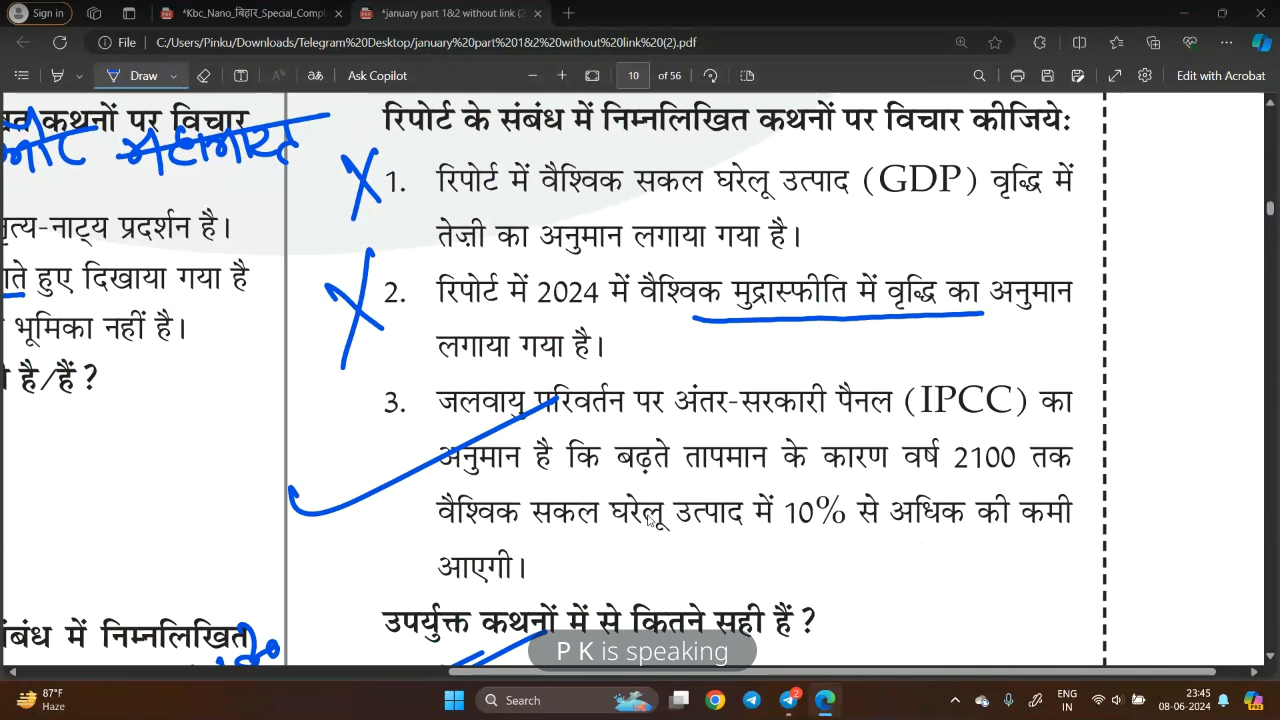 Sign in
*Kbc_Nano_बिहार_Special_Compl
*january part 1&2 without link (2
File
C:/Users/Pinku/Downloads/Telegram%20Desktop/january%20part%201&2%20without%20link%20(2).pdf
Draw
Ask Copilot
10 of 56
Edit with Acrobat
कथनों पर विचार
नृत्य-नाट्य प्रदर्शन है।
हुए दिखाया गया है
भूमिका नहीं है।
है/हैं ?
संबंध में निम्नलिखित
रिपोर्ट के संबंध में निम्नलिखित कथनों पर विचार कीजिये:
1. रिपोर्ट में वैश्विक सकल घरेलू उत्पाद (GDP) वृद्धि में
तेज़ी का अनुमान लगाया गया है।
2. रिपोर्ट में 2024 में वैश्विक मुद्रास्फीति में वृद्धि का अनुमान
लगाया गया है।
3. जलवायु परिवर्तन पर अंतर-सरकारी पैनल (IPCC) का
अनुमान है कि बढ़ते तापमान के कारण वर्ष 2100 तक
वैश्विक सकल घरेलू उत्पाद में 10% से अधिक की कमी
आएगी।
उपर्युक्त कथनों में से कितने सही हैं ?
P K is speaking
87°F
Haze
Search
2
ENG
IN
23:45
08-06-2024